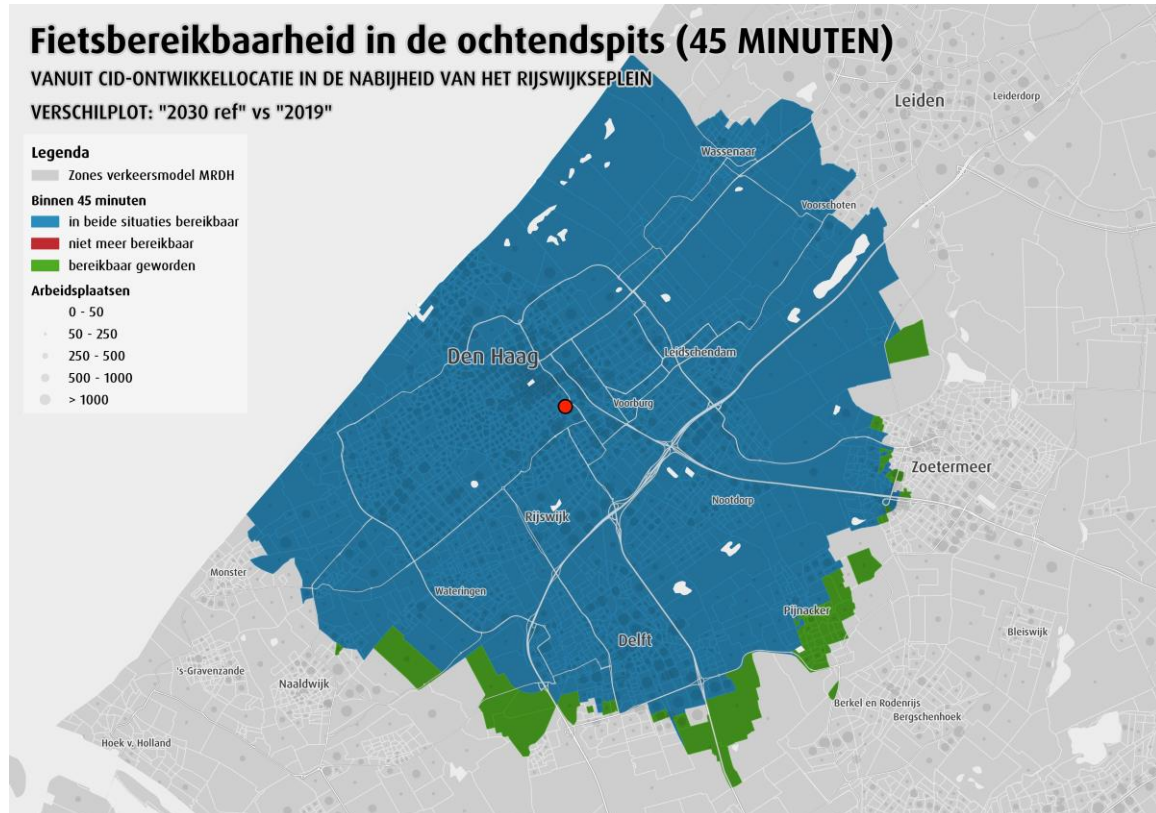 Fietsbereikbaarheid in de ochtendspits (45 MINUTEN)
VANUIT CID-ONTWIKKELLOCATIE IN DE NABIJHEID VAN HET RIJSWIJKSEPLEIN
VERSCHILPLOT: "2030 ref" vs "2019"
Legenda
Zones verkeersmodel MRDH
Binnen 45 minuten
in beide situaties bereikbaar
niet meer bereikbaar
bereikbaar geworden
Arbeidsplaatsen
0 - 50
50 - 250
250 - 500
500 - 1000
> 1000
Leiden
Leiderdorp
Wassenaar
Voorschoten
Den Haag
Leidschendam
Voorburg
Zoetermeer
Nootdorp
Rijswijk
Monster
Wateringen
Pijnacker
Delft
Bleiswijk
's-Gravenzande
Naaldwijk
Berkel en Rodenrijs
Bergschenhoek
Hoek v. Holland